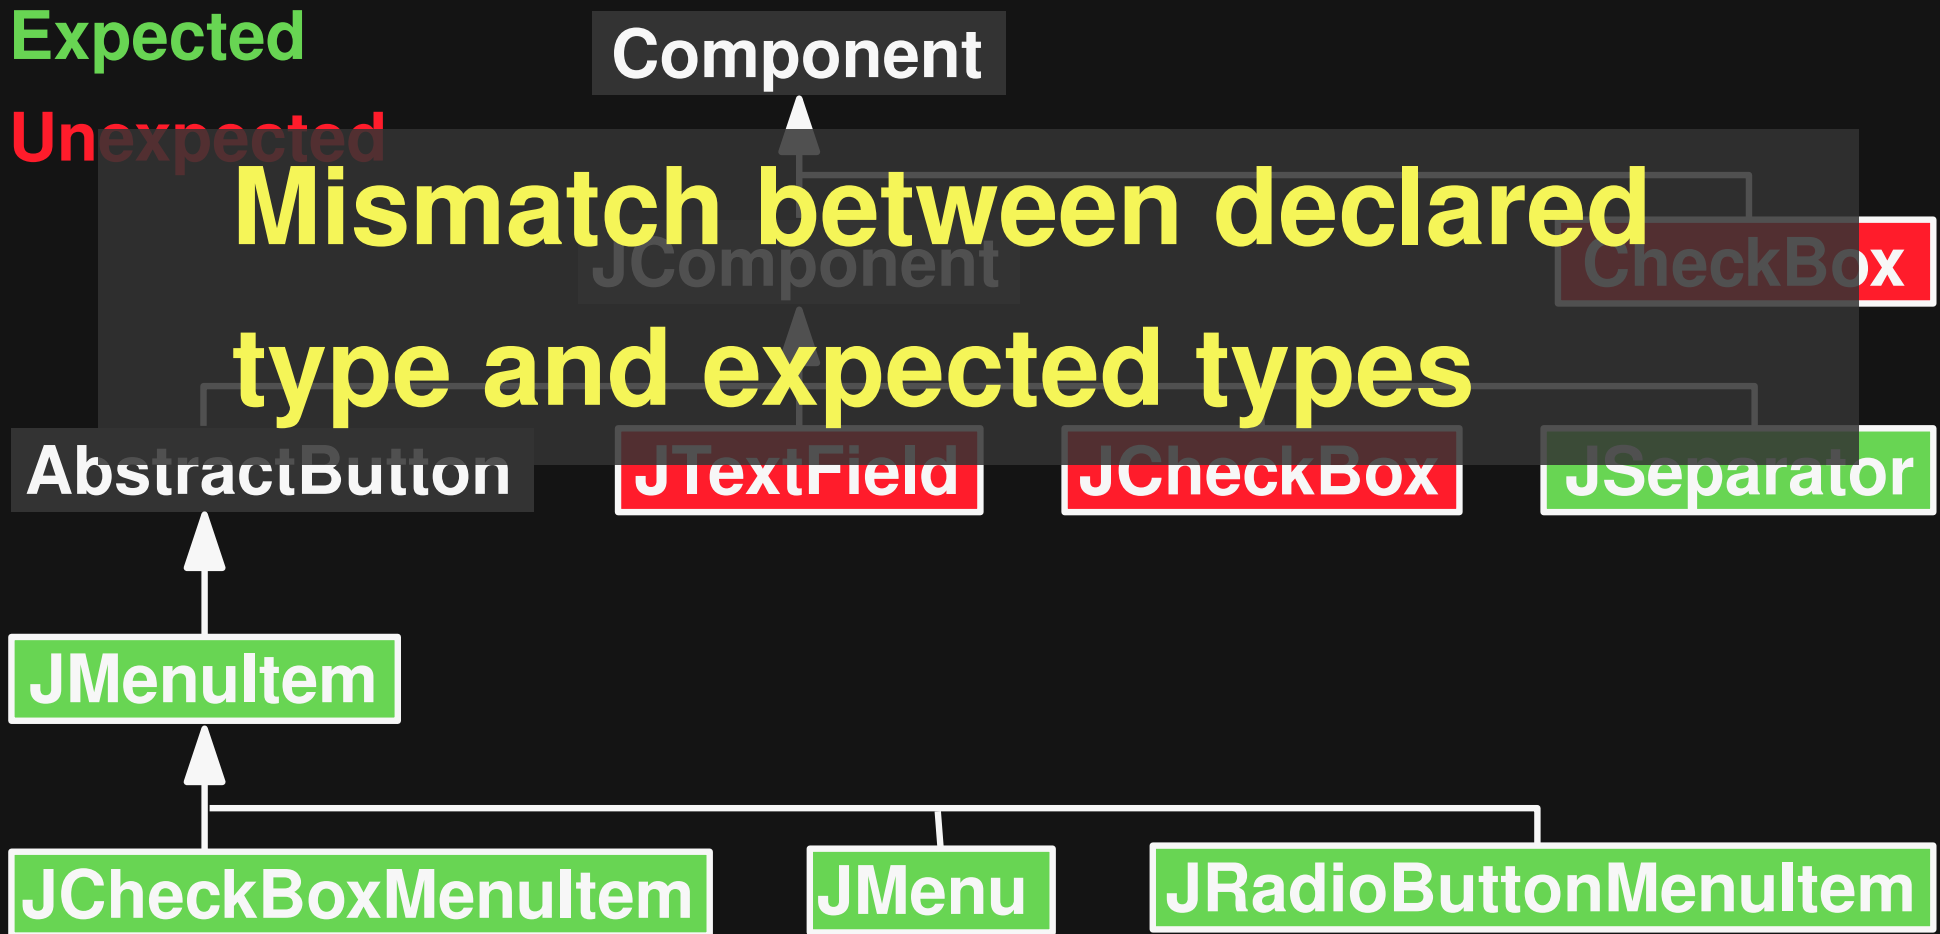 Expected
Component
Unexpected
Mismatch between declared
JComponent
CheckBox
type and expected types
AbstractButton
JTextField
JCheckBox
JSeparator
JMenuItem
JCheckBoxMenuItem
JMenu
JRadioButtonMenuItem